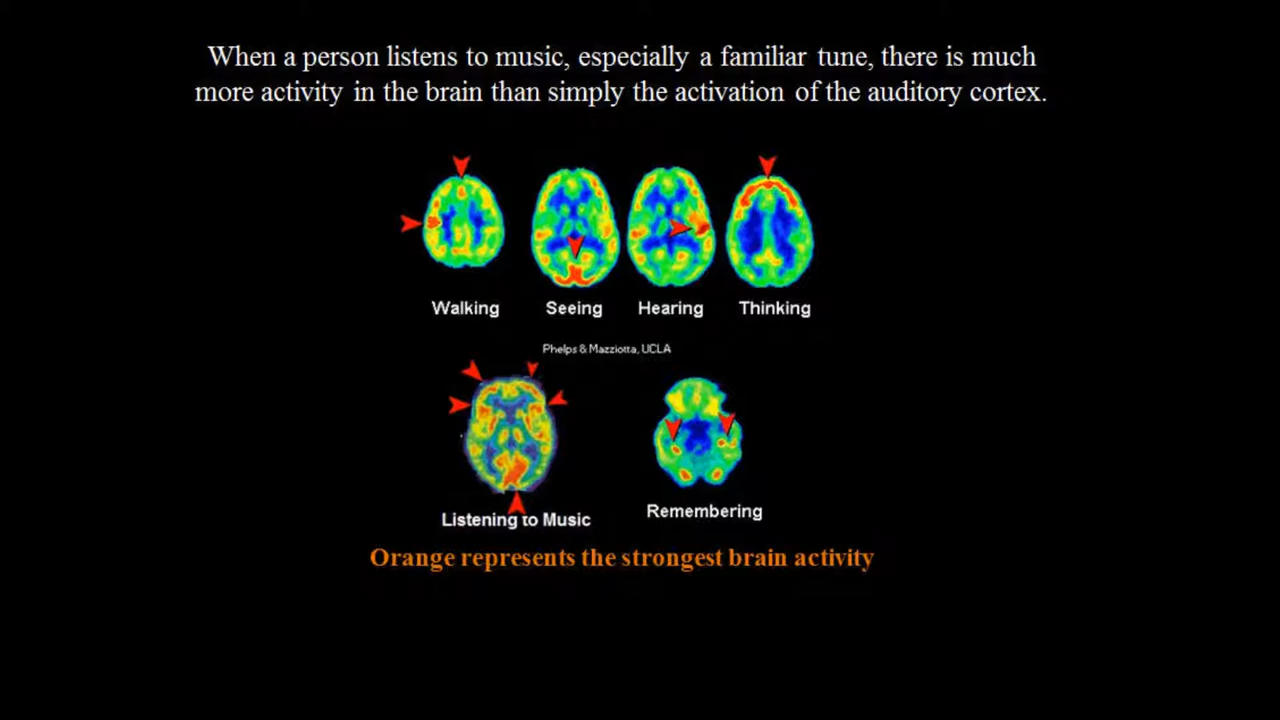 When a person listens to music, especially a familiar tune, there is much
more activity in the brain than simply the activation of the auditory cortex.
Walking
Seeing
Hearing
Thinking
Phelps & Mazziotta, UCLA
Listening to Music
Remembering
Orange represents the strongest brain activity